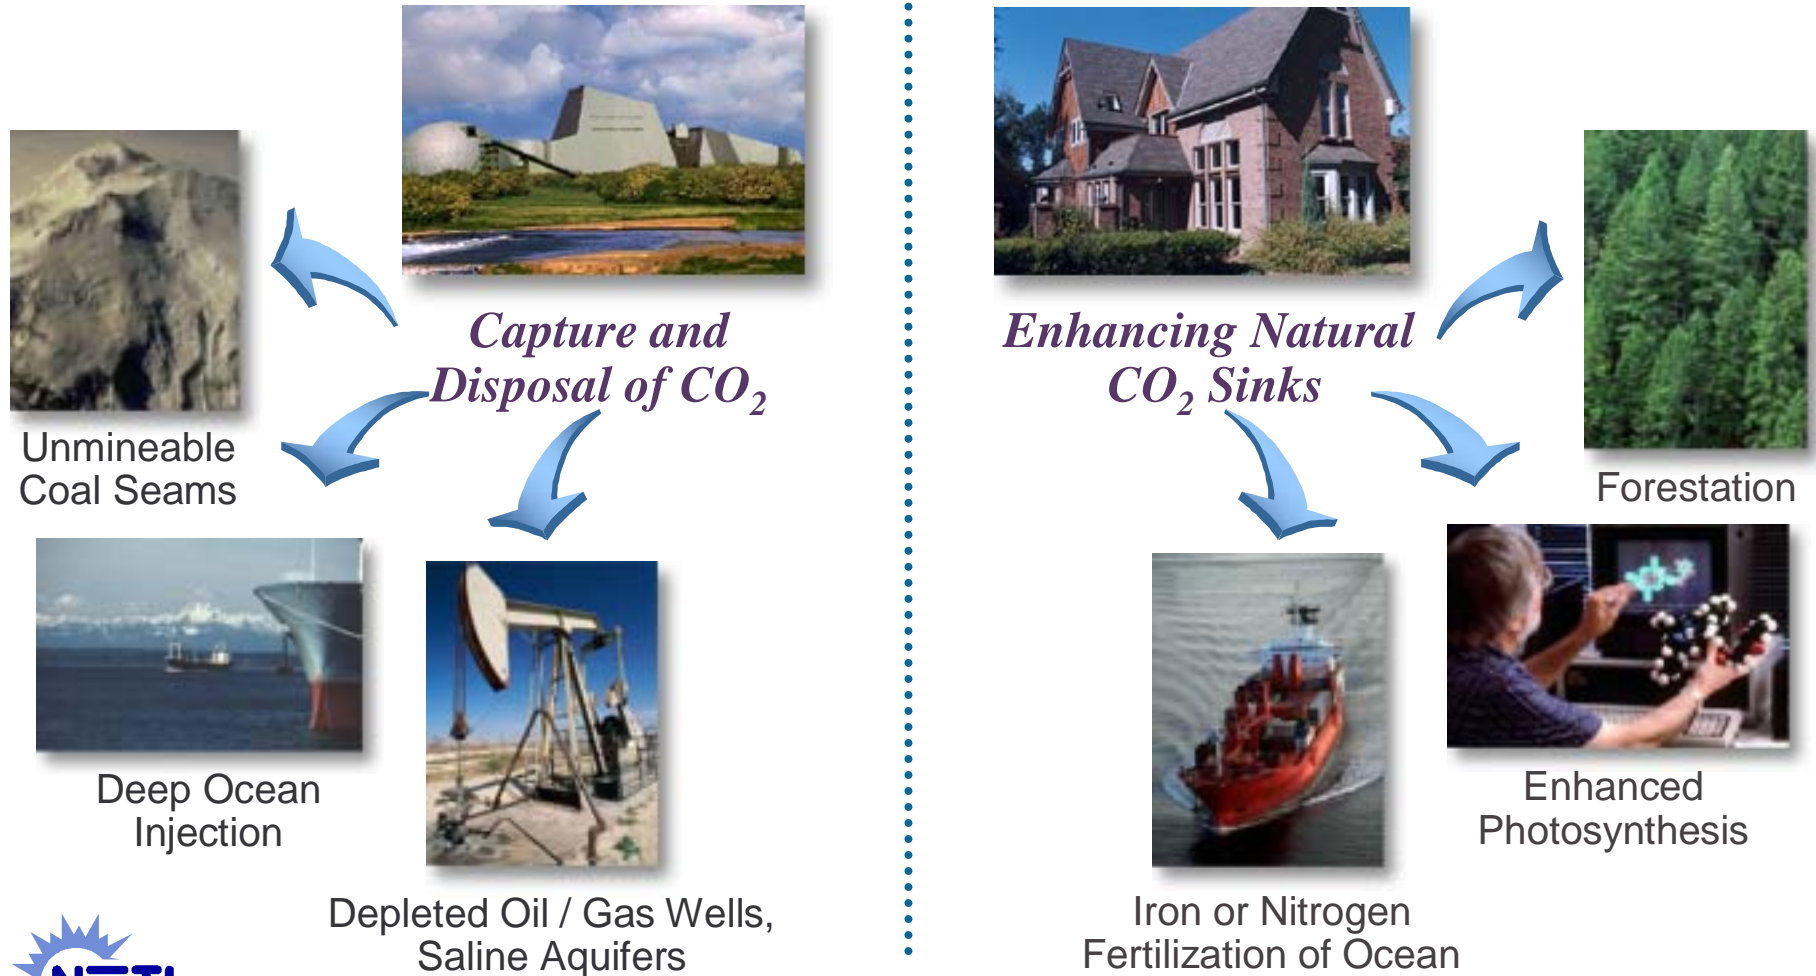 Capture and
Disposal of CO₂
Unmineable
Coal Seams
Deep Ocean
Injection
Depleted Oil / Gas Wells,
Saline Aquifers
Enhancing Natural
CO₂ Sinks
Forestation
Enhanced
Photosynthesis
Iron or Nitrogen
Fertilization of Ocean
NETL